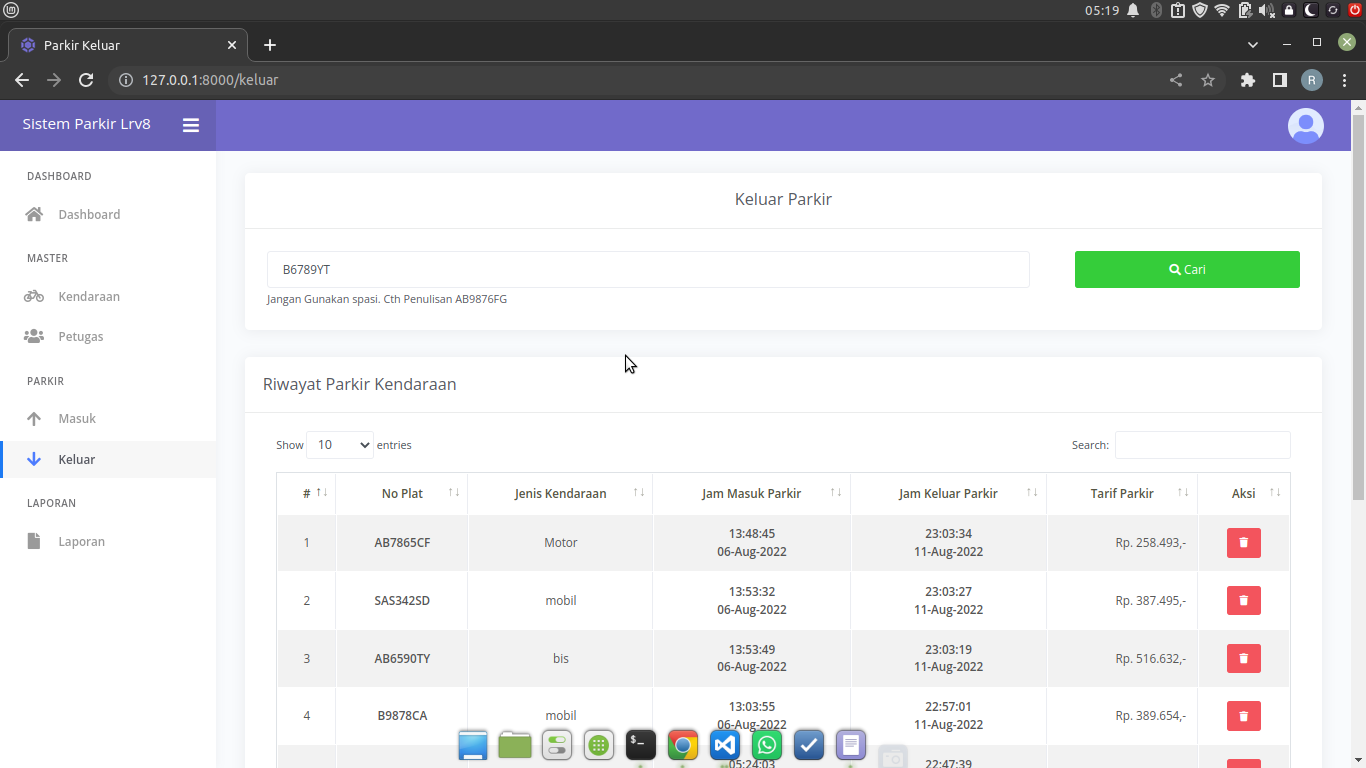 05:19
Parkir Keluar
127.0.0.1:8000/keluar
R
Sistem Parkir Lrv8
DASHBOARD
Dashboard
MASTER
Kendaraan
Petugas
PARKIR
Masuk
Keluar
LAPORAN
Laporan
Keluar Parkir
B6789YT
Cari
Jangan Gunakan spasi. Cth Penulisan AB9876FG
Riwayat Parkir Kendaraan
Show 10 entries
Search:
# No Plat Jenis Kendaraan Jam Masuk Parkir Jam Keluar Parkir Tarif Parkir Aksi
1 AB7865CF Motor 13:48:45 23:03:34 Rp. 258.493,-
06-Aug-2022 11-Aug-2022
2 SAS342SD mobil 13:53:32 23:03:27 Rp. 387.495,-
06-Aug-2022 11-Aug-2022
3 AB6590TY bis 13:53:49 23:03:19 Rp. 516.632,-
06-Aug-2022 11-Aug-2022
4 B9878CA mobil 13:03:55 22:57:01 Rp. 389.654,-
06-Aug-2022 11-Aug-2022
05:24:03 22:47:39